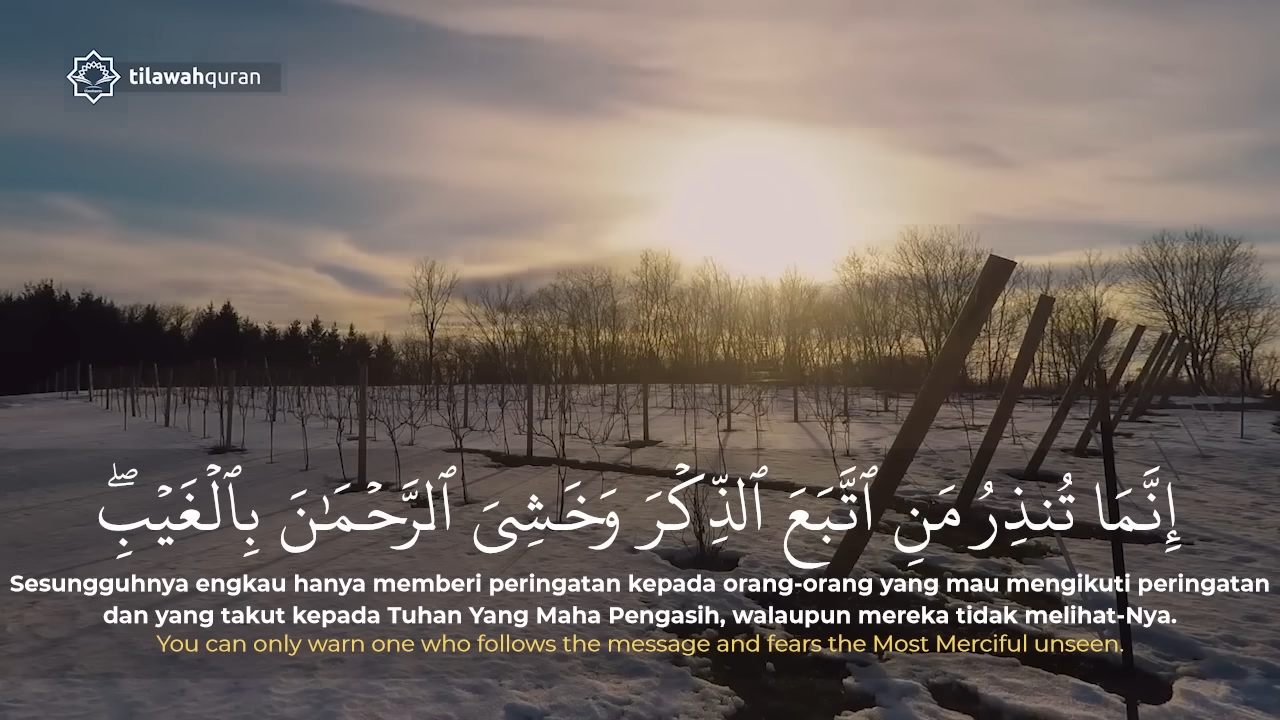 tilawahquran
إِنَّمَا تُنذِرُ مَنِ ٱتَّبَعَ ٱلذِّكْرَ وَخَشِىَ ٱلرَّحْمَـٰنَ بِٱلْغَيْبِ ۖ
Sesungguhnya engkau hanya memberi peringatan kepada orang-orang yang mau mengikuti peringatan
dan yang takut kepada Tuhan Yang Maha Pengasih, walaupun mereka tidak melihat-Nya.
You can only warn one who follows the message and fears the Most Merciful unseen.